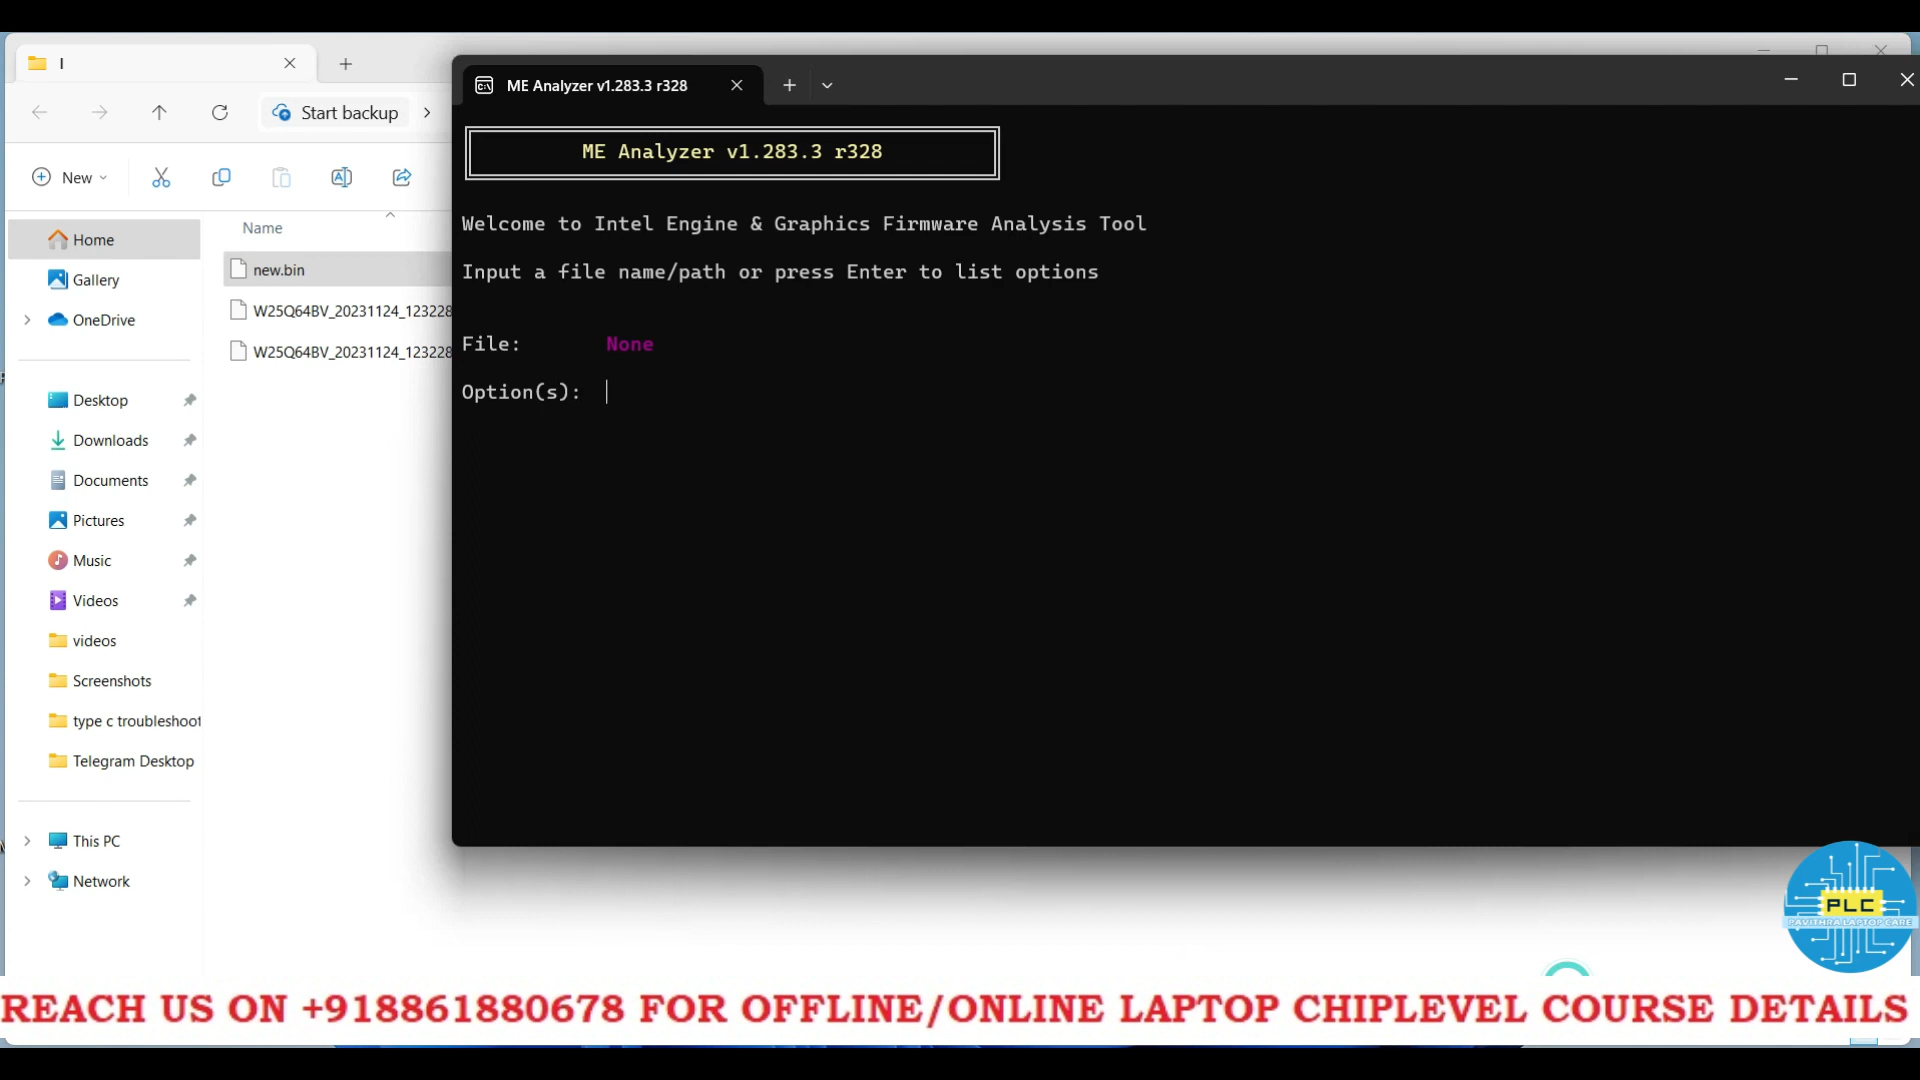 I
Start backup
New
Home
Gallery
OneDrive
Desktop
Downloads
Documents
Pictures
Music
Videos
videos
Screenshots
type c troubleshoot
Telegram Desktop
This PC
Network
Name
new.bin
W25Q64BV_20231124_123228
W25Q64BV_20231124_123228
ME Analyzer v1.283.3 r328
ME Analyzer v1.283.3 r328
Welcome to Intel Engine & Graphics Firmware Analysis Tool
Input a file name/path or press Enter to list options
File: None
Option(s):
PLC
PAVITHRA LAPTOP CARE
REACH US ON +918861880678 FOR OFFLINE/ONLINE LAPTOP CHIPLEVEL COURSE DETAILS